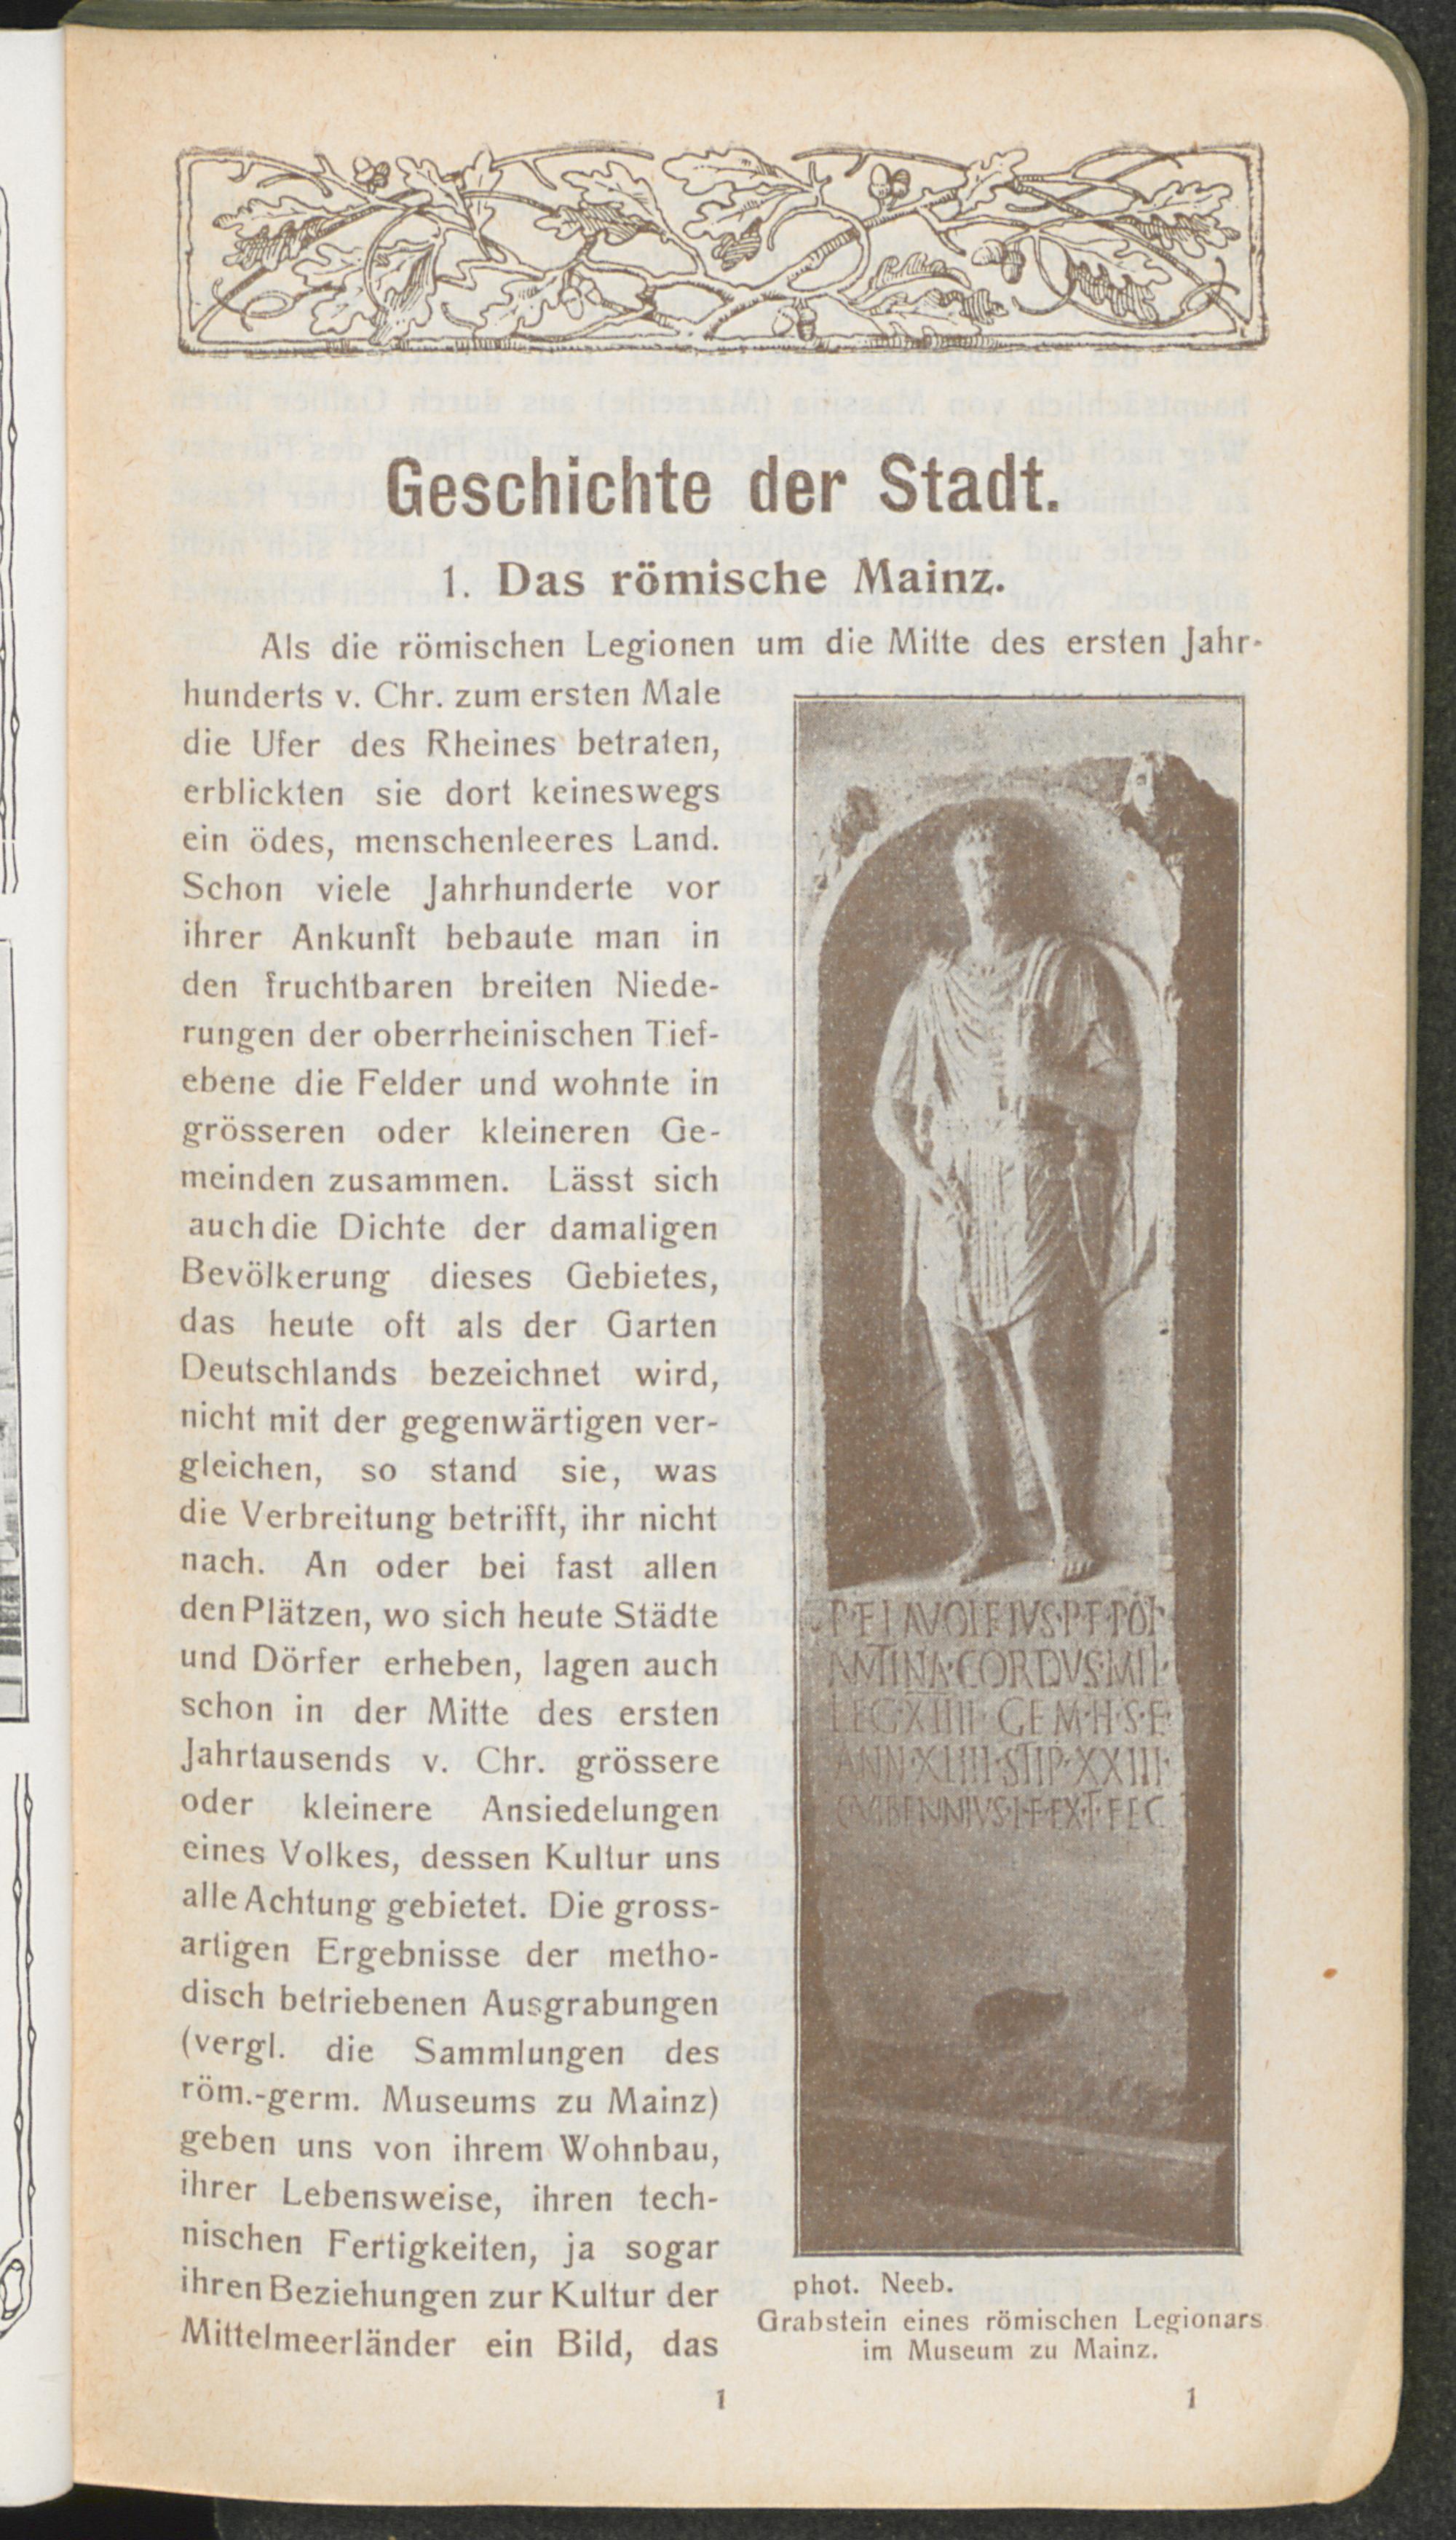 Geschichte der Stadt.
1. Das römische Mainz.
Als die römischen Legionen um die Mitte des ersten Jahr-
hunderts v. Chr. zum ersten Male
die Ufer des Rheines betraten,
erblickten sie dort keineswegs
ein ödes, menschenleeres Land.
Schon viele Jahrhunderte vor
ihrer Ankunft bebaute man in
den fruchtbaren breiten Niede-
rungen der oberrheinischen Tief-
ebene die Felder und wohnte in
grösseren oder kleineren Ge-
meinden zusammen. Lässt sich
auch die Dichte der damaligen
Bevölkerung dieses Gebietes,
das heute oft als der Garten
Deutschlands bezeichnet wird,
nicht mit der gegenwärtigen ver-
gleichen, so stand sie, was
die Verbreitung betrifft, ihr nicht
nach. An oder bei fast allen
den Plätzen, wo sich heute Städte
und Dörfer erheben, lagen auch
schon in der Mitte des ersten
Jahrtausends v. Chr. grössere
oder kleinere Ansiedelungen
eines Volkes, dessen Kultur uns
alle Achtung gebietet. Die gross-
artigen Ergebnisse der metho-
disch betriebenen Ausgrabungen
(vergl. die Sammlungen des
röm.-germ. Museums zu Mainz)
geben uns von ihrem Wohnbau,
ihrer Lebensweise, ihren tech-
nischen Fertigkeiten, ja sogar
ihren Beziehungen zur Kultur der
Mittelmeerländer ein Bild, das
P·FLAVOLEIVS·P·F·POL·
MVTINA·CORDVS·MIL·
LEG·XIIII·GEM·H·S·E·
ANN·XLIII·STIP·XXIII·
C·VIBENNIVS·L·F·EX·T·FEC
phot. Neeb.
Grabstein eines römischen Legionars
im Museum zu Mainz.
1
1